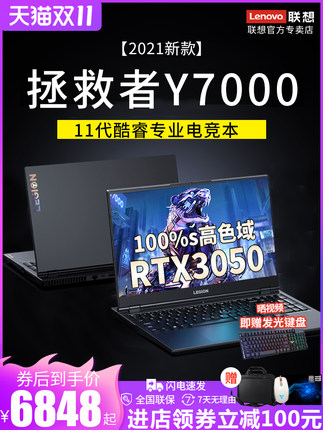 天猫双11
Lenovo 联想
联想官方专卖店
【2021新款】
拯救者Y7000
11代酷睿专业电竞本
LEGION
Y7000
100%s高色域
RTX3050
LEGION
晒视频
即赠发光键盘
赠
券后到手价
¥6848起
闪电速发
全国联保
7天无理由
进店领券立减100元